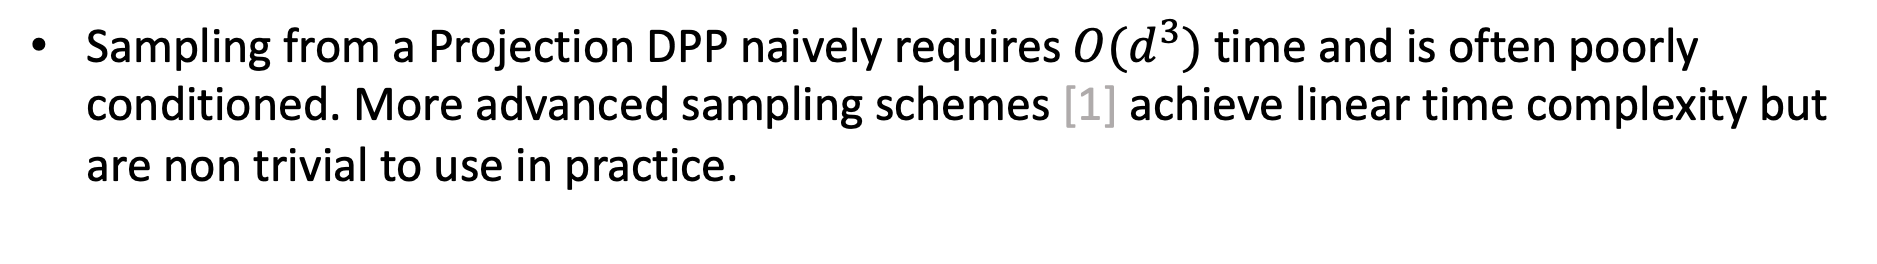 • Sampling from a Projection DPP naively requires O(d³) time and is often poorly
conditioned. More advanced sampling schemes [1] achieve linear time complexity but
are non trivial to use in practice.